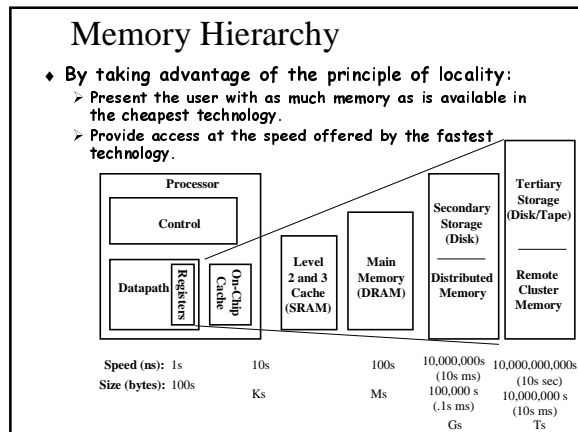 Memory Hierarchy
♦ By taking advantage of the principle of locality:
➢ Present the user with as much memory as is available in
the cheapest technology.
➢ Provide access at the speed offered by the fastest
technology.
Processor
Control
Datapath
Registers
On-Chip
Cache
Level
2 and 3
Cache
(SRAM)
Main
Memory
(DRAM)
Secondary
Storage
(Disk)
Distributed
Memory
Tertiary
Storage
(Disk/Tape)
Remote
Cluster
Memory
Speed (ns): 1s 10s 100s 10,000,000s 10,000,000,000s
(10s ms) (10s sec)
Size (bytes): 100s Ks Ms 100,000 s 10,000,000 s
(.1s ms) (10s ms)
Gs Ts